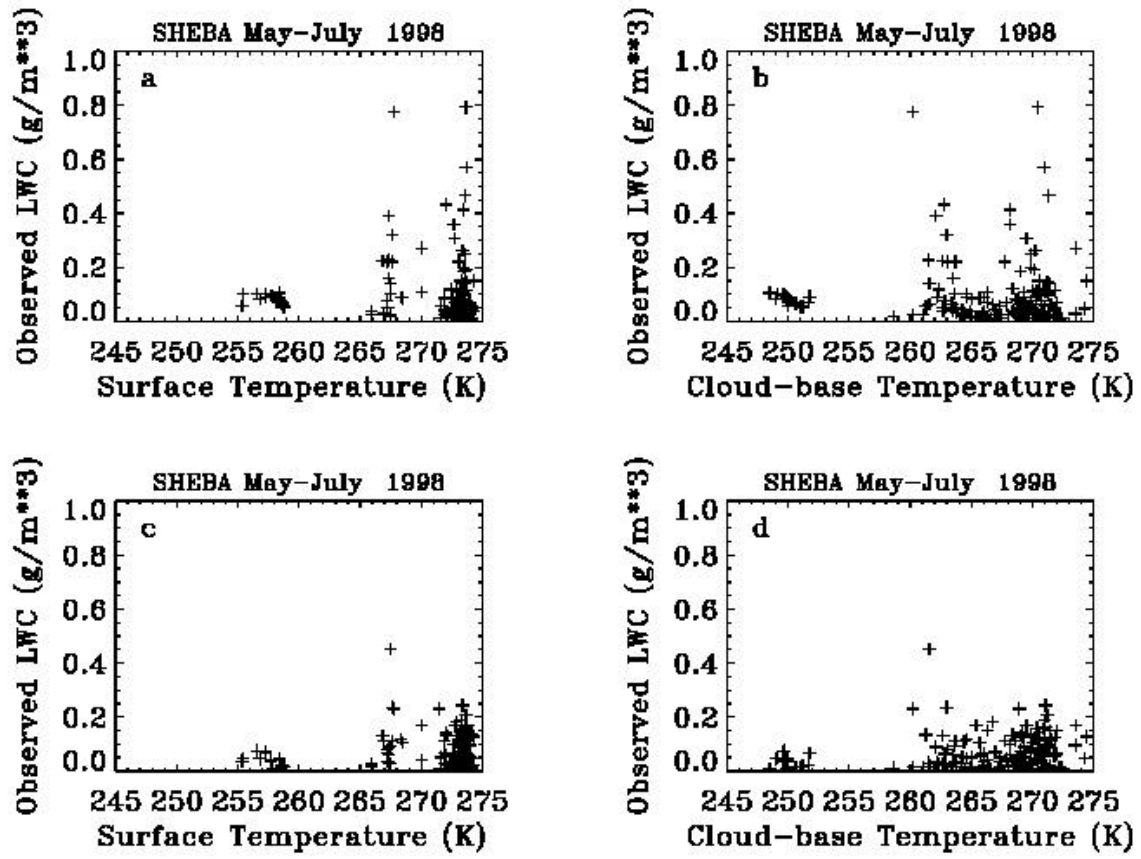 SHEBA May-July 1998
Observed LWC (g/m**3)
a
1.0
0.8
0.6
0.4
0.2
0.0
245 250 255 260 265 270 275
Surface Temperature (K)
SHEBA May-July 1998
Observed LWC (g/m**3)
b
1.0
0.8
0.6
0.4
0.2
0.0
245 250 255 260 265 270 275
Cloud-base Temperature (K)
SHEBA May-July 1998
Observed LWC (g/m**3)
c
1.0
0.8
0.6
0.4
0.2
0.0
245 250 255 260 265 270 275
Surface Temperature (K)
SHEBA May-July 1998
Observed LWC (g/m**3)
d
1.0
0.8
0.6
0.4
0.2
0.0
245 250 255 260 265 270 275
Cloud-base Temperature (K)